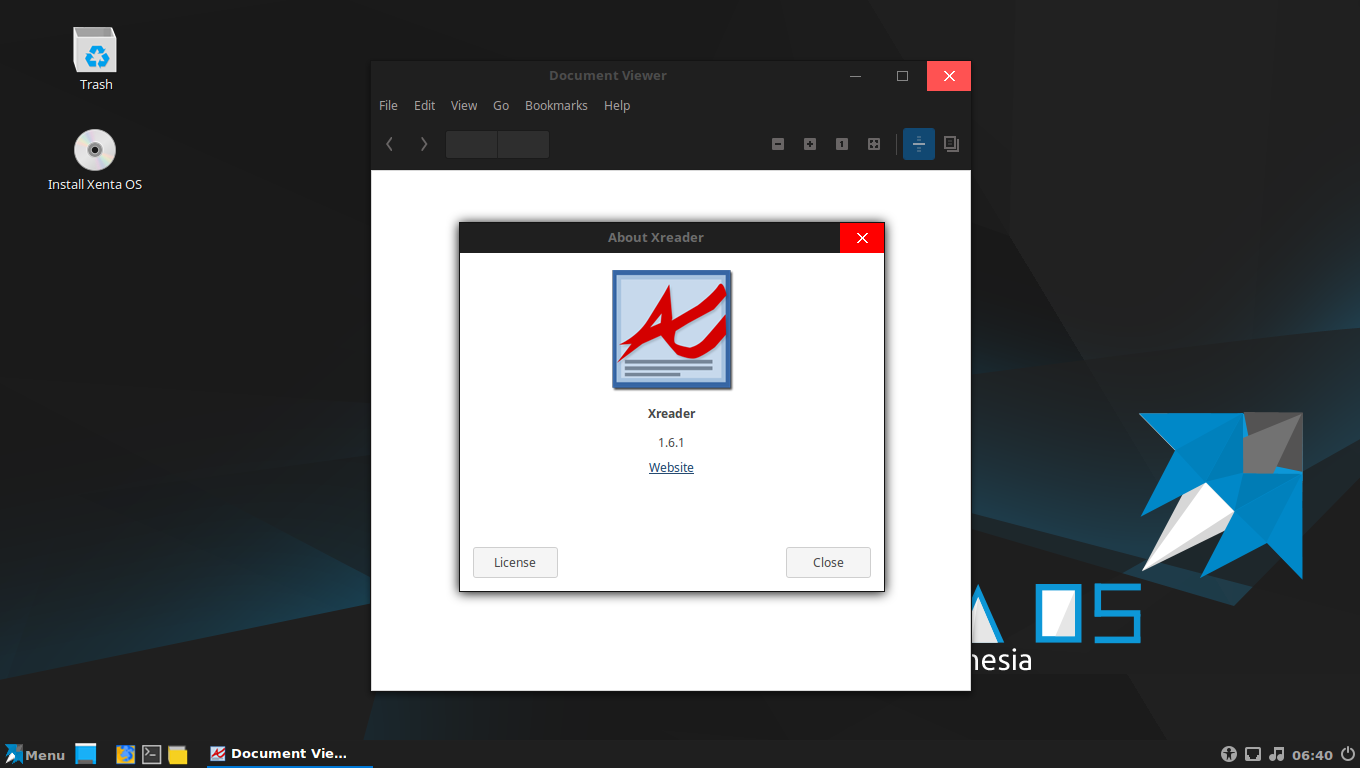 Trash
Install Xenta OS
Document Viewer
File Edit View Go Bookmarks Help
1
About Xreader
Xreader
1.6.1
Website
License Close
A OS
nesia
Menu
Document Vie...
06:40